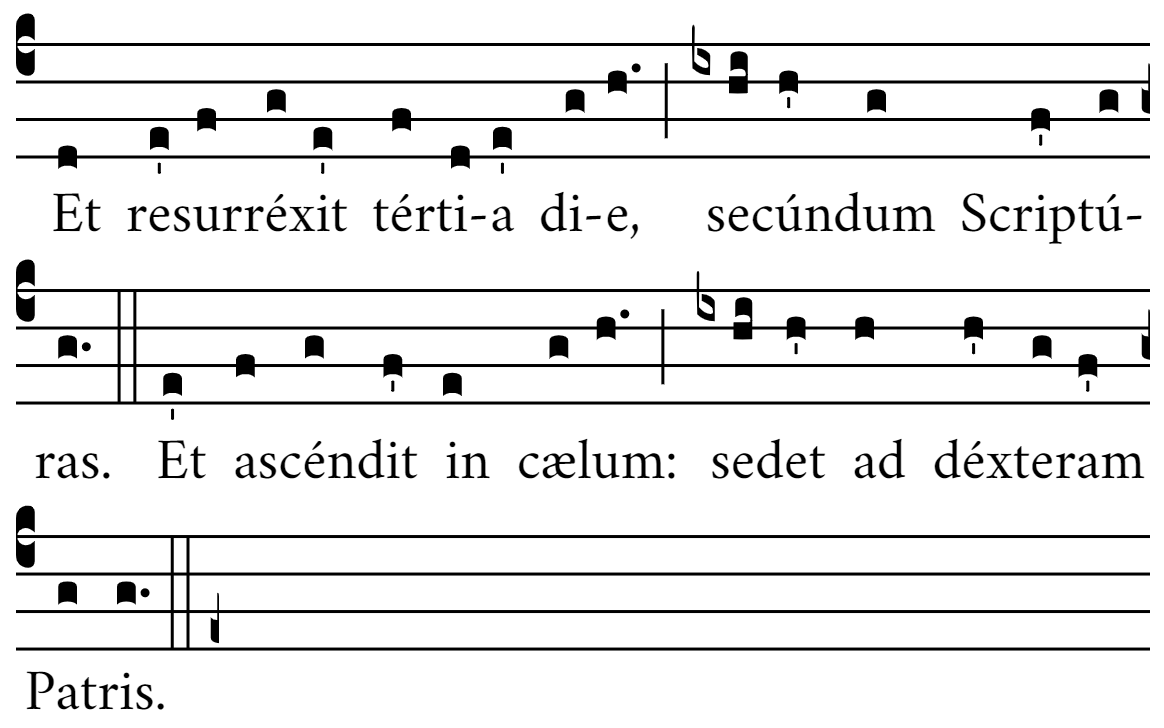 Et resurréxit térti-a di-e, secúndum Scriptú-
ras. Et ascéndit in cælum: sedet ad déxteram
Patris.